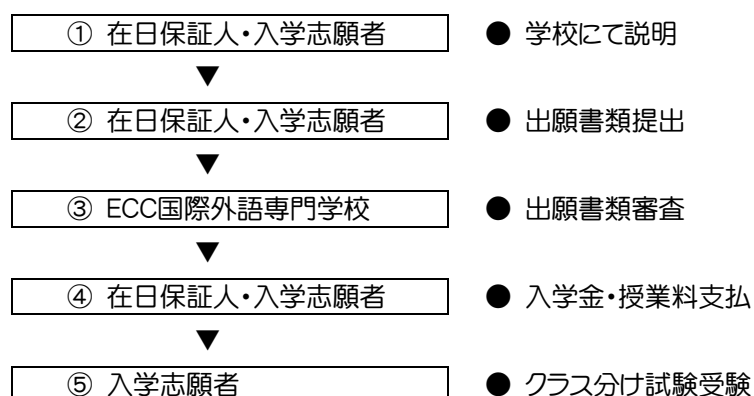 ① 在日保証人・入学志願者 ● 学校にて説明
▼
② 在日保証人・入学志願者 ● 出願書類提出
▼
③ ECC国際外語専門学校 ● 出願書類審査
▼
④ 在日保証人・入学志願者 ● 入学金・授業料支払
▼
⑤ 入学志願者 ● クラス分け試験受験